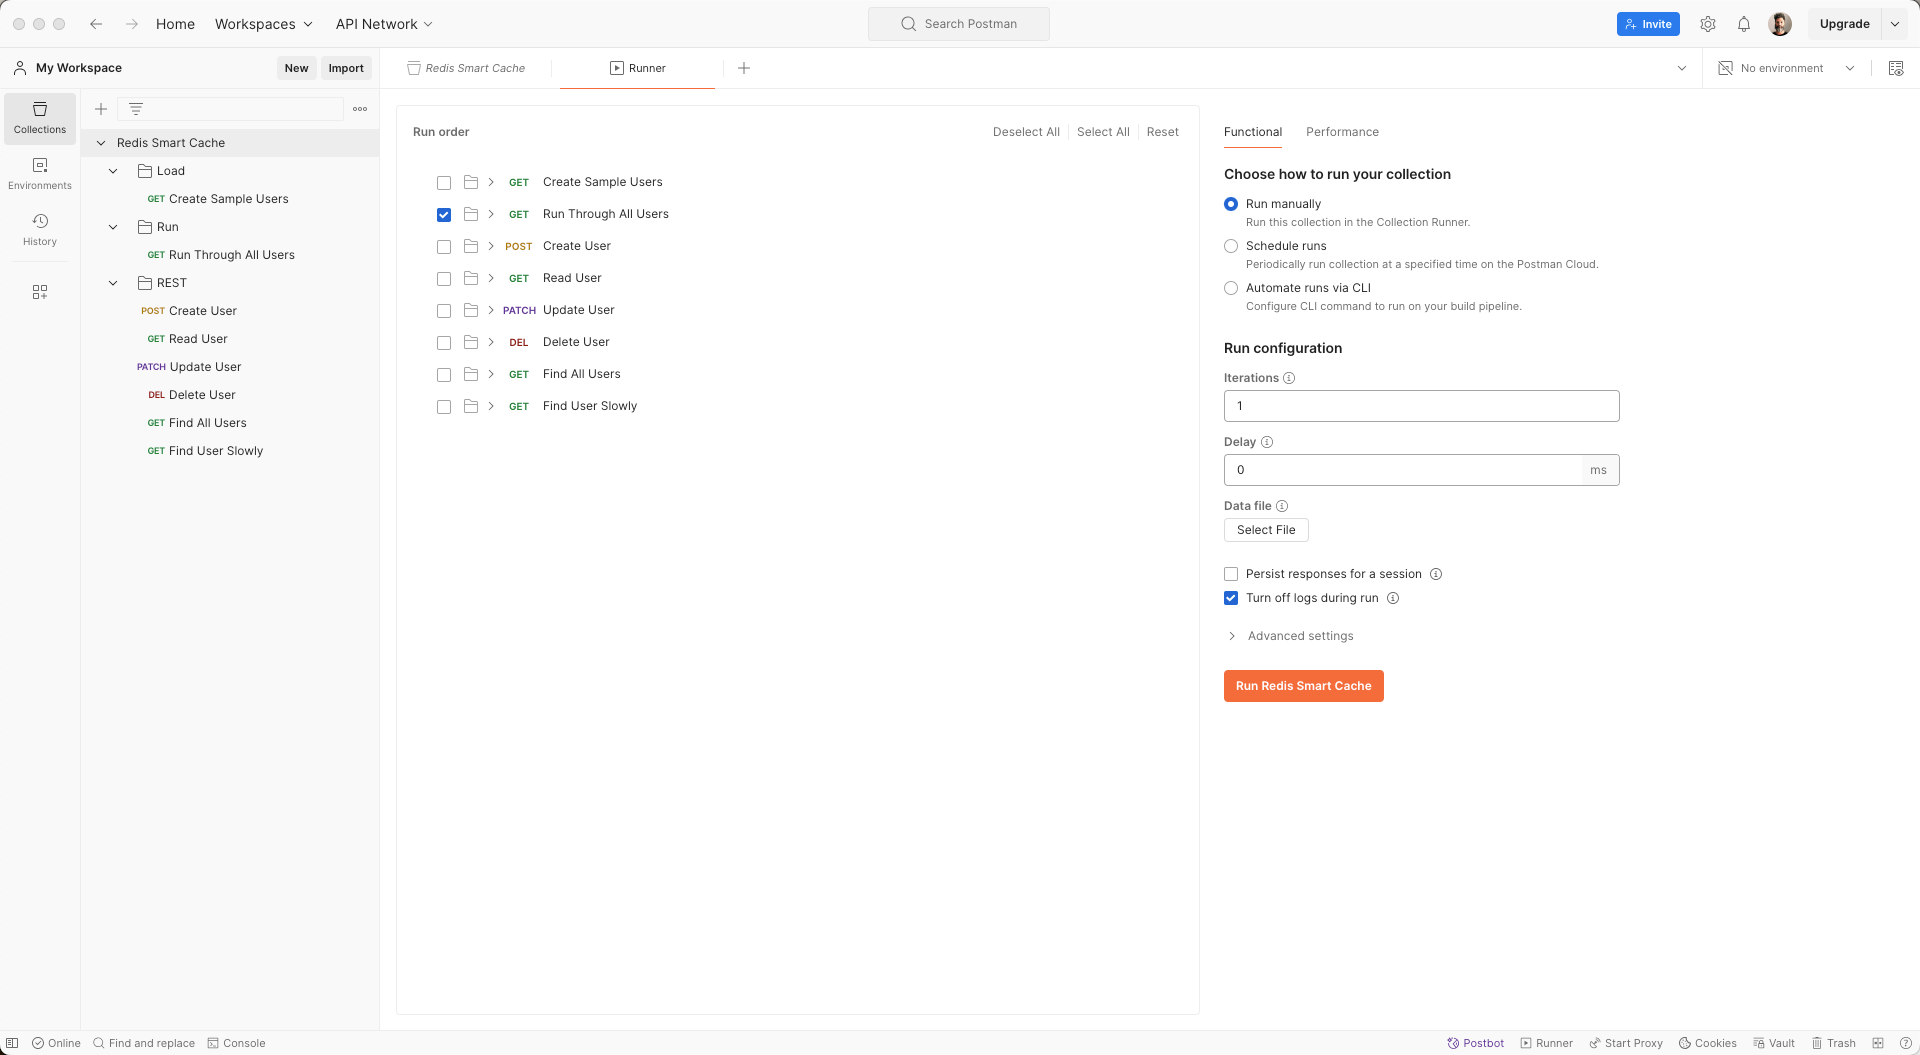 Home Workspaces API Network Search Postman Invite Upgrade
My Workspace New Import Redis Smart Cache Runner No environment
Collections
Environments
History
Redis Smart Cache
Load
GET Create Sample Users
Run
GET Run Through All Users
REST
POST Create User
GET Read User
PATCH Update User
DEL Delete User
GET Find All Users
GET Find User Slowly
Run order Deselect All Select All Reset
GET Create Sample Users
GET Run Through All Users
POST Create User
GET Read User
PATCH Update User
DEL Delete User
GET Find All Users
GET Find User Slowly
Functional Performance
Choose how to run your collection
Run manually
Run this collection in the Collection Runner.
Schedule runs
Periodically run collection at a specified time on the Postman Cloud.
Automate runs via CLI
Configure CLI command to run on your build pipeline.
Run configuration
Iterations
1
Delay
0 ms
Data file
Select File
Persist responses for a session
Turn off logs during run
Advanced settings
Run Redis Smart Cache
Online Find and replace Console Postbot Runner Start Proxy Cookies Vault Trash